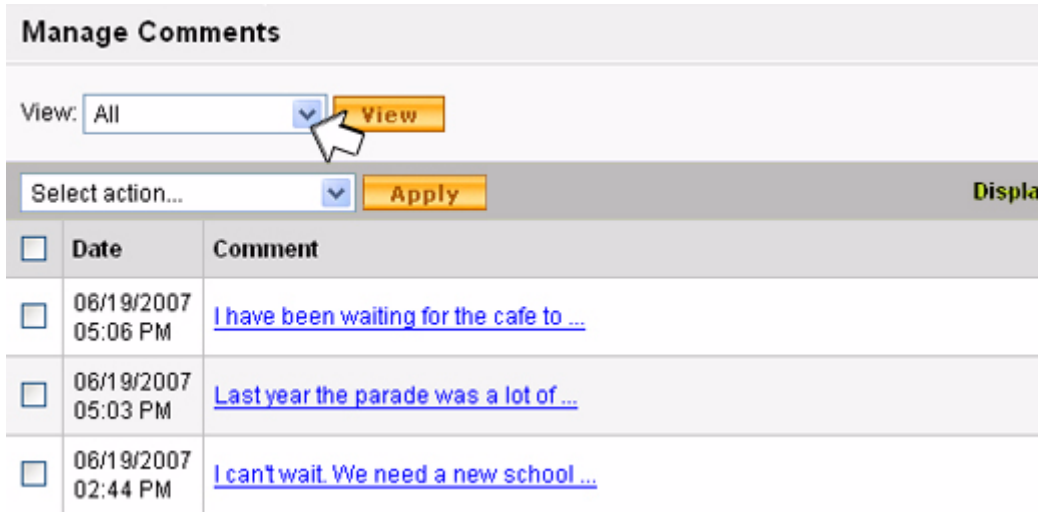 Manage Comments
View: All View
Select action... Apply Displa
Date Comment
06/19/2007
05:06 PM
I have been waiting for the cafe to ...
06/19/2007
05:03 PM
Last year the parade was a lot of ...
06/19/2007
02:44 PM
I can't wait. We need a new school ...